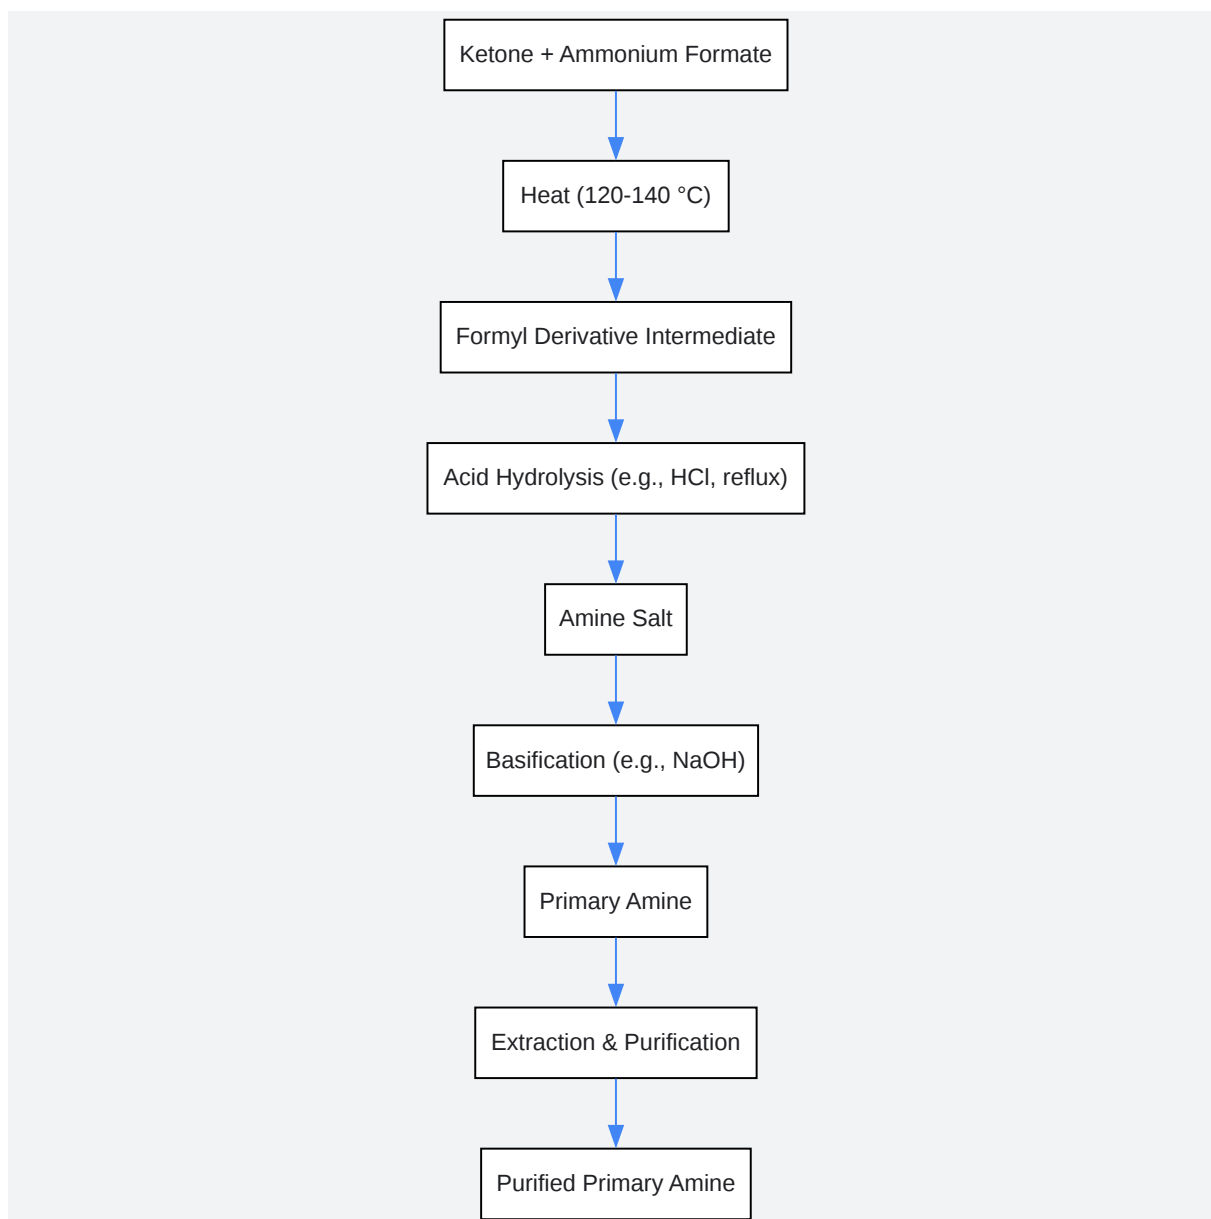 Ketone + Ammonium Formate
Heat (120-140 °C)
Formyl Derivative Intermediate
Acid Hydrolysis (e.g., HCl, reflux)
Amine Salt
Basification (e.g., NaOH)
Primary Amine
Extraction & Purification
Purified Primary Amine